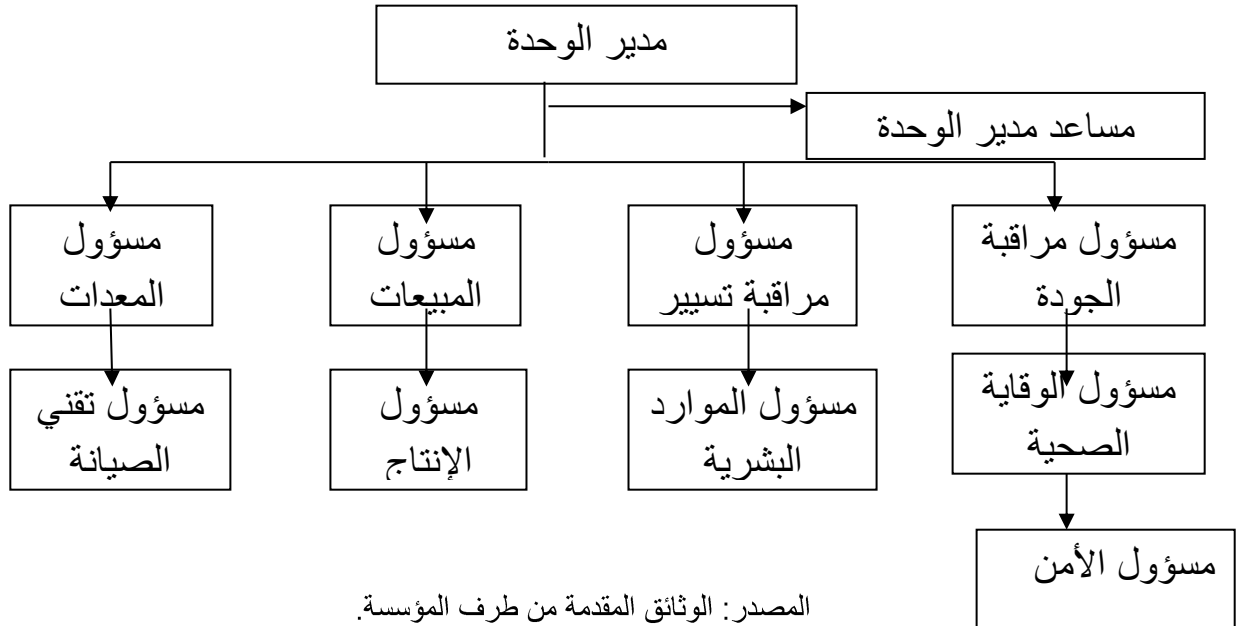 مدير الوحدة
مساعد مدير الوحدة
مسؤول مراقبة
الجودة
مسؤول
مراقبة تسيير
مسؤول
المبيعات
مسؤول
المعدات
مسؤول الوقاية
الصحية
مسؤول الموارد
البشرية
مسؤول
الإنتاج
مسؤول تقني
الصيانة
مسؤول الأمن
المصدر: الوثائق المقدمة من طرف المؤسسة.